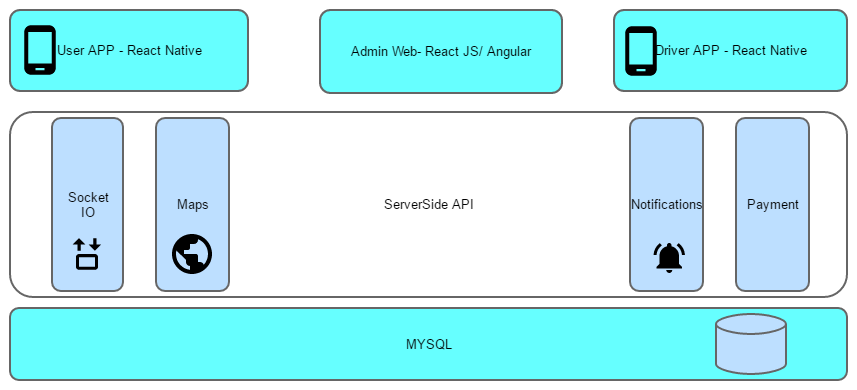 User APP - React Native
Admin Web- React JS/ Angular
Driver APP - React Native
Socket
IO
Maps
ServerSide API
Notifications
Payment
MYSQL